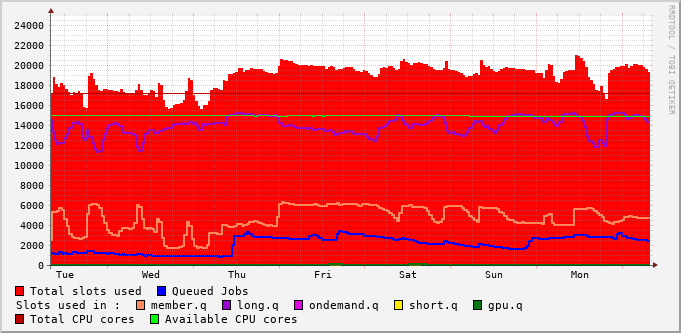 24000
22000
20000
18000
16000
14000
12000
10000
8000
6000
4000
2000
0
Tue Wed Thu Fri Sat Sun Mon
RRDTOOL / TOBI OETIKER
Total slots used Queued Jobs
Slots used in : member.q long.q ondemand.q short.q gpu.q
Total CPU cores Available CPU cores